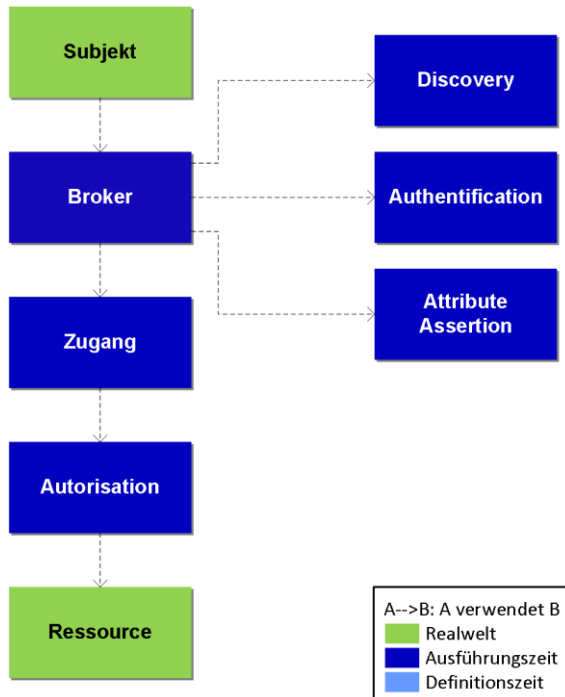 Subjekt
Discovery
Broker
Authentification
Attribute
Assertion
Zugang
Autorisation
Ressource
A-->B: A verwendet B
Realwelt
Ausführungszeit
Definitionszeit